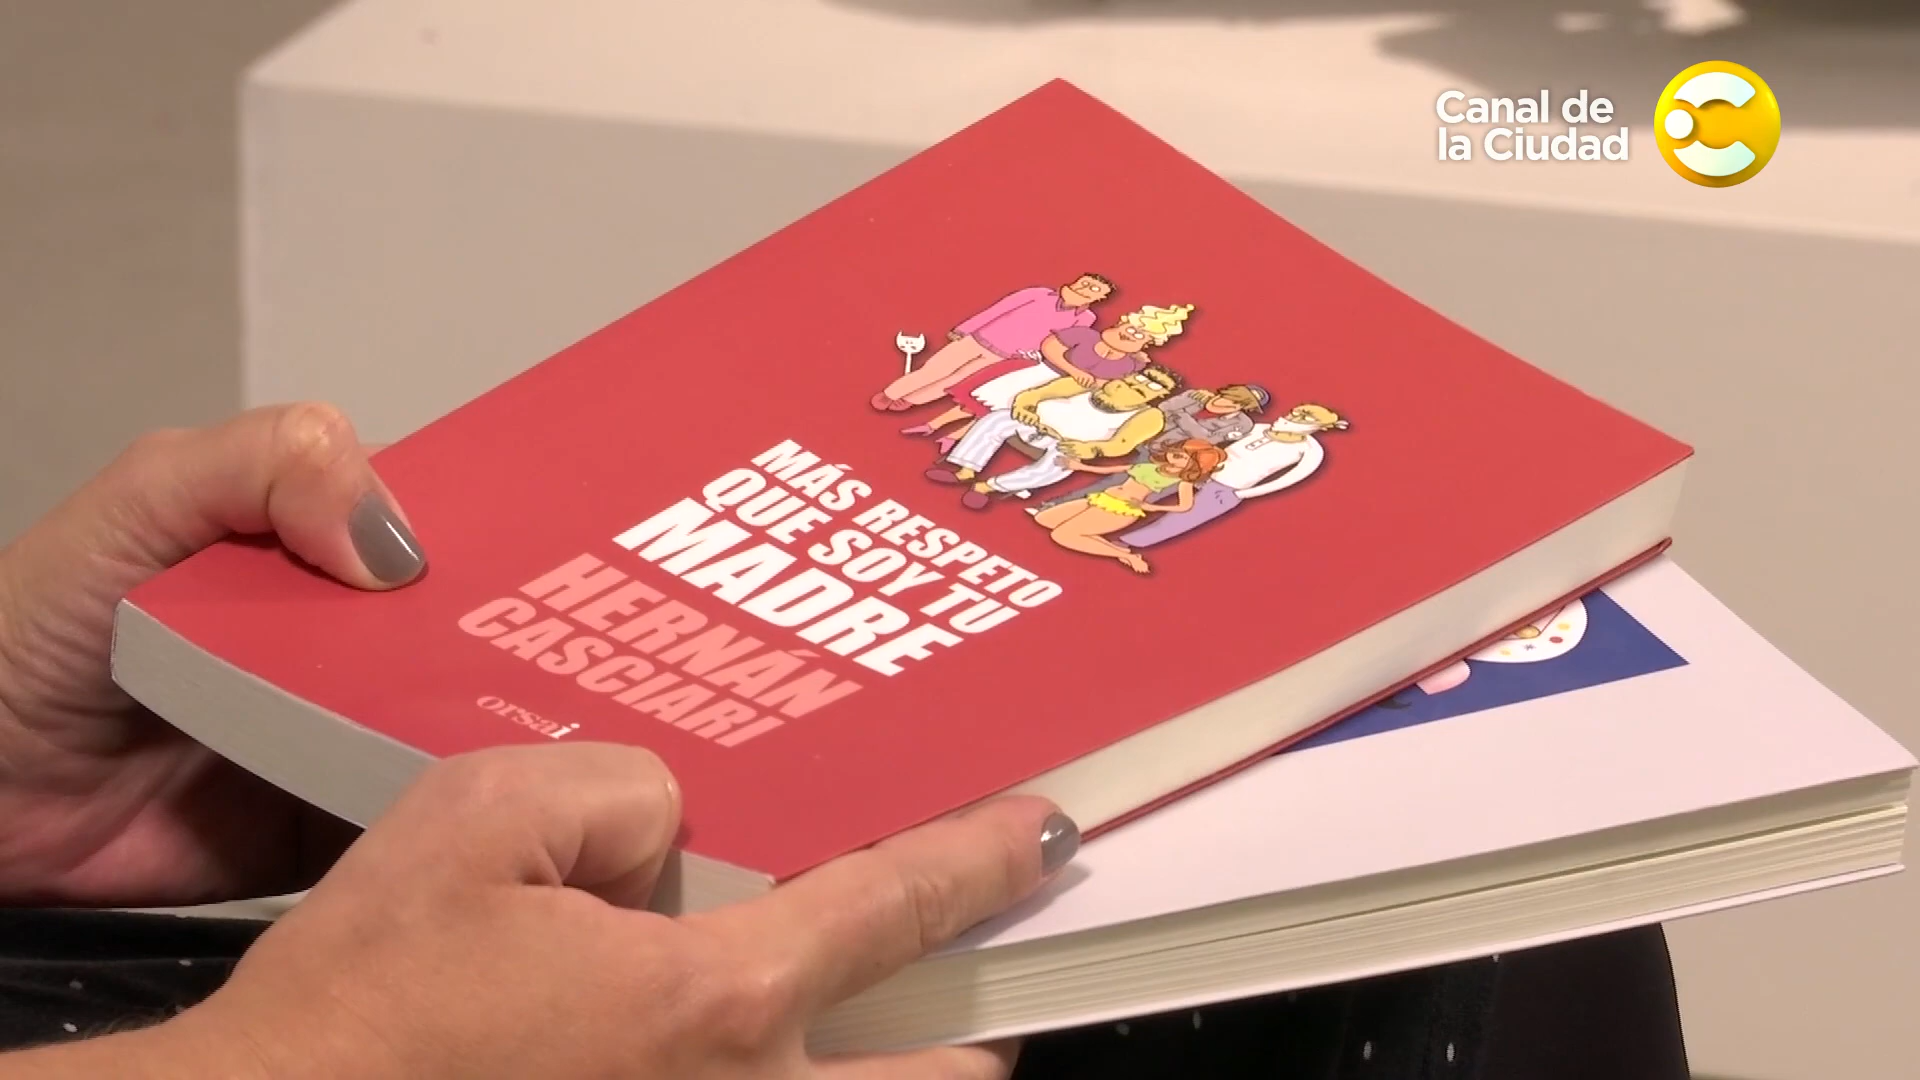 Canal de
la Ciudad
MÁS RESPETO
QUE SOY TU
MADRE
HERNÁN
CASCIARI
orsai